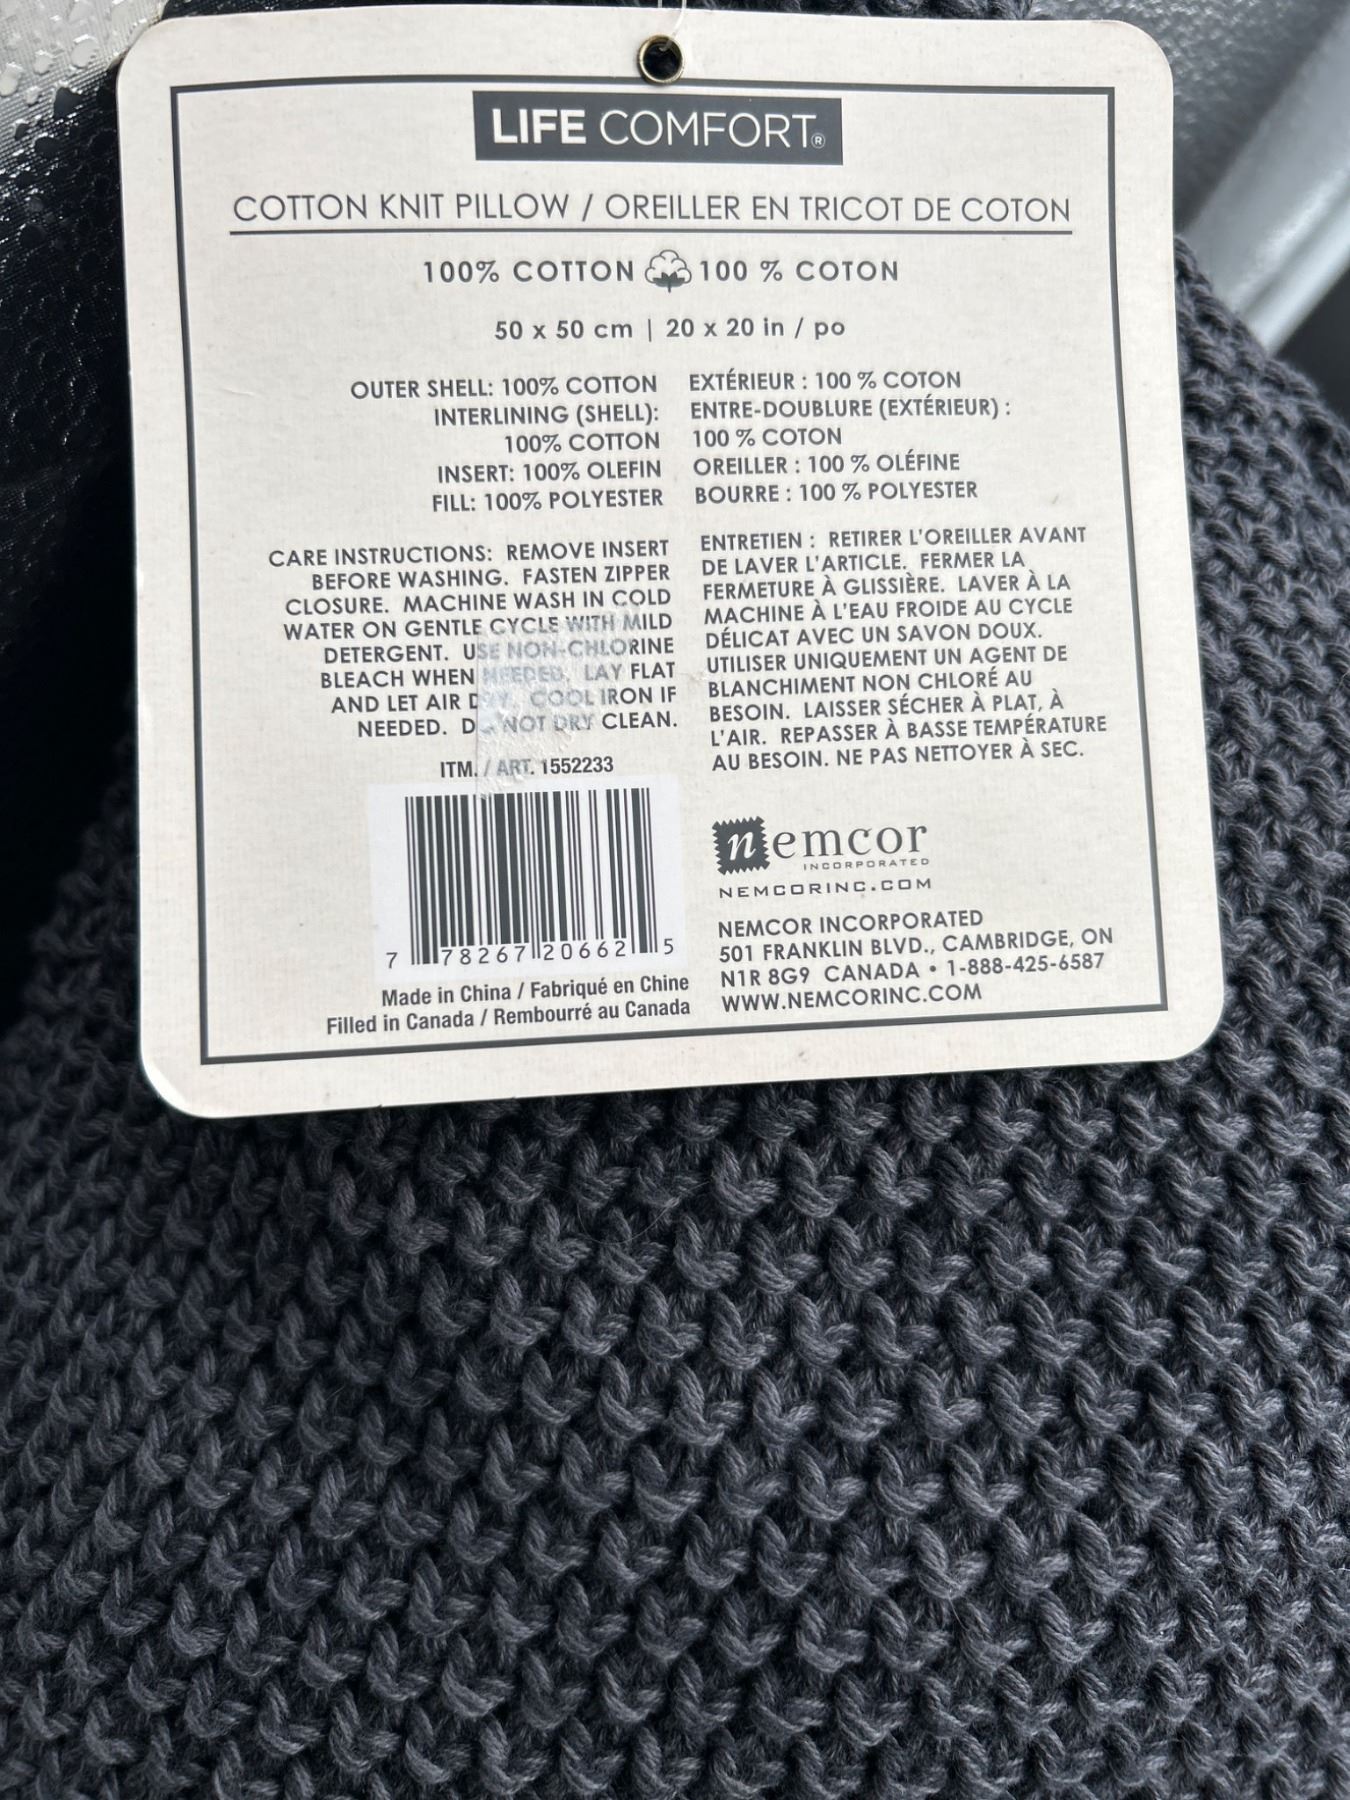 LIFE COMFORT®
COTTON KNIT PILLOW / OREILLER EN TRICOT DE COTON
100% COTTON 100 % COTON
50 x 50 cm | 20 x 20 in / po
OUTER SHELL: 100% COTTON
INTERLINING (SHELL):
100% COTTON
INSERT: 100% OLEFIN
FILL: 100% POLYESTER
CARE INSTRUCTIONS: REMOVE INSERT
BEFORE WASHING. FASTEN ZIPPER
CLOSURE. MACHINE WASH IN COLD
WATER ON GENTLE CYCLE WITH MILD
DETERGENT. USE NON-CHLORINE
BLEACH WHEN NEEDED. LAY FLAT
AND LET AIR DRY. COOL IRON IF
NEEDED. DO NOT DRY CLEAN.
ITM. / ART. 1552233
7 78267 20662 5
Made in China / Fabriqué en Chine
Filled in Canada / Rembourré au Canada
EXTÉRIEUR : 100 % COTON
ENTRE-DOUBLURE (EXTÉRIEUR) :
100 % COTON
OREILLER : 100 % OLÉFINE
BOURRE : 100 % POLYESTER
ENTRETIEN : RETIRER L'OREILLER AVANT
DE LAVER L'ARTICLE. FERMER LA
FERMETURE À GLISSIÈRE. LAVER À LA
MACHINE À L'EAU FROIDE AU CYCLE
DÉLICAT AVEC UN SAVON DOUX.
UTILISER UNIQUEMENT UN AGENT DE
BLANCHIMENT NON CHLORÉ AU
BESOIN. LAISSER SÉCHER À PLAT, À
L'AIR. REPASSER À BASSE TEMPÉRATURE
AU BESOIN. NE PAS NETTOYER À SEC.
nemcor
INCORPORATED
NEMCORINC.COM
NEMCOR INCORPORATED
501 FRANKLIN BLVD., CAMBRIDGE, ON
N1R 8G9 CANADA • 1-888-425-6587
WWW.NEMCORINC.COM